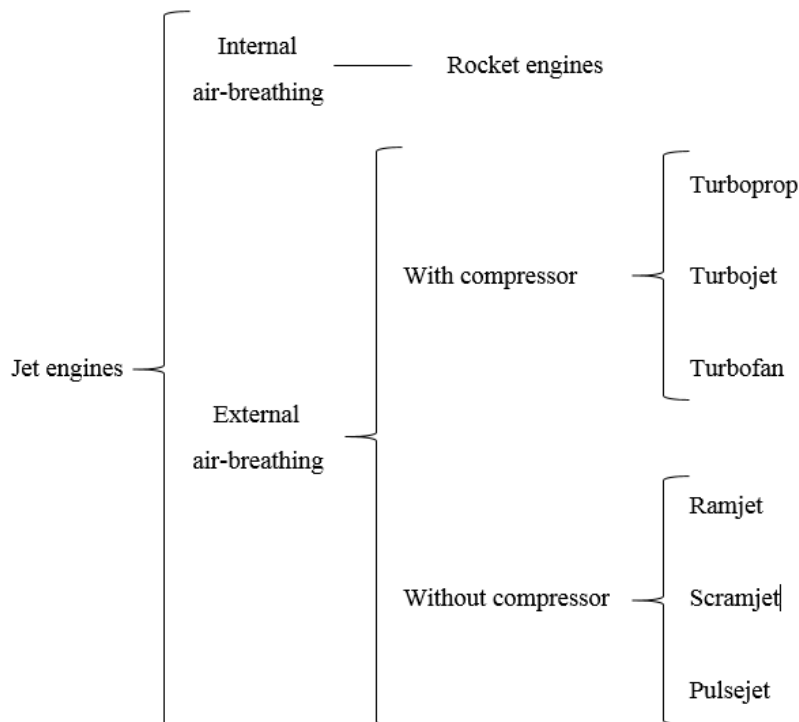 Internal
air-breathing
Rocket engines
Turboprop
With compressor
Turbojet
Jet engines
Turbofan
External
air-breathing
Ramjet
Without compressor
Scramjet
Pulsejet